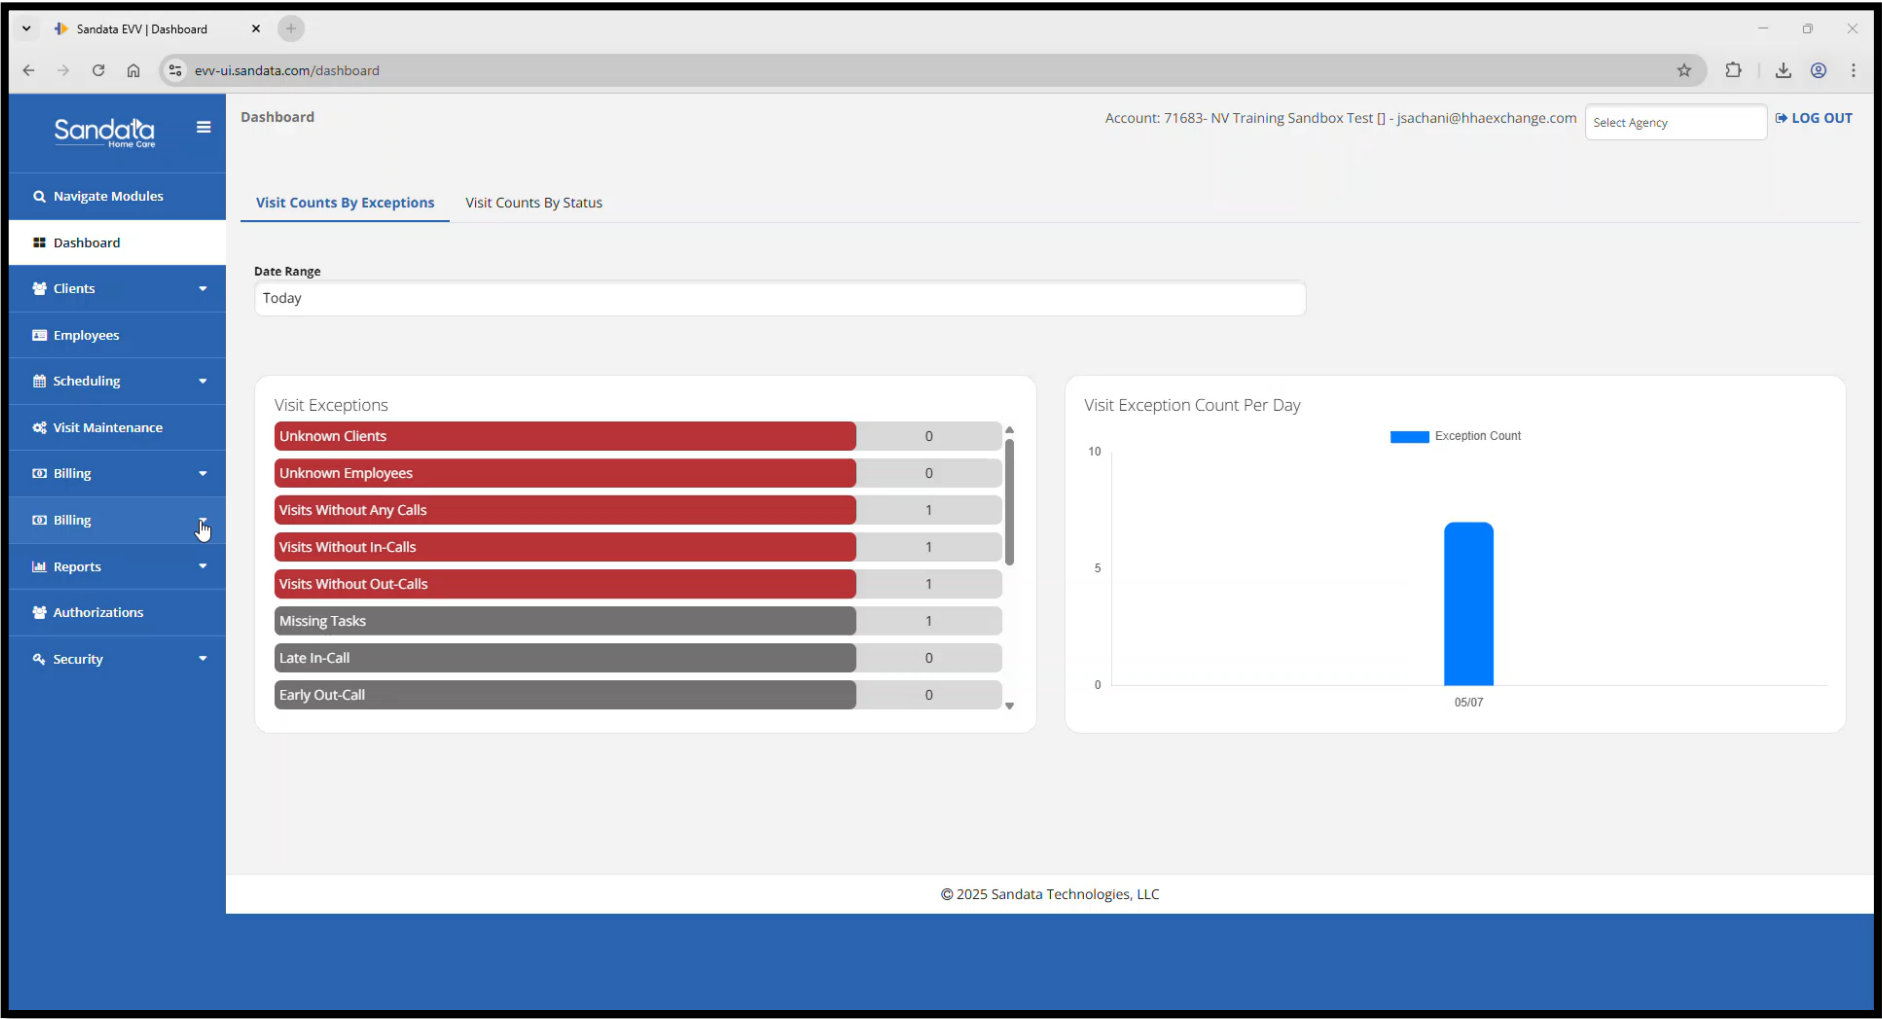 Sandata EVV | Dashboard
evv-ui.sandata.com/dashboard
Sandata
Home Care
Navigate Modules
Dashboard
Clients
Employees
Scheduling
Visit Maintenance
Billing
Billing
Reports
Authorizations
Security
Dashboard
Account: 71683- NV Training Sandbox Test [] - jsachani@hhaexchange.com
Select Agency
LOG OUT
Visit Counts By Exceptions
Visit Counts By Status
Date Range
Today
Visit Exceptions
Unknown Clients 0
Unknown Employees 0
Visits Without Any Calls 1
Visits Without In-Calls 1
Visits Without Out-Calls 1
Missing Tasks 1
Late In-Call 0
Early Out-Call 0
Visit Exception Count Per Day
Exception Count
10
5
0
05/07
© 2025 Sandata Technologies, LLC